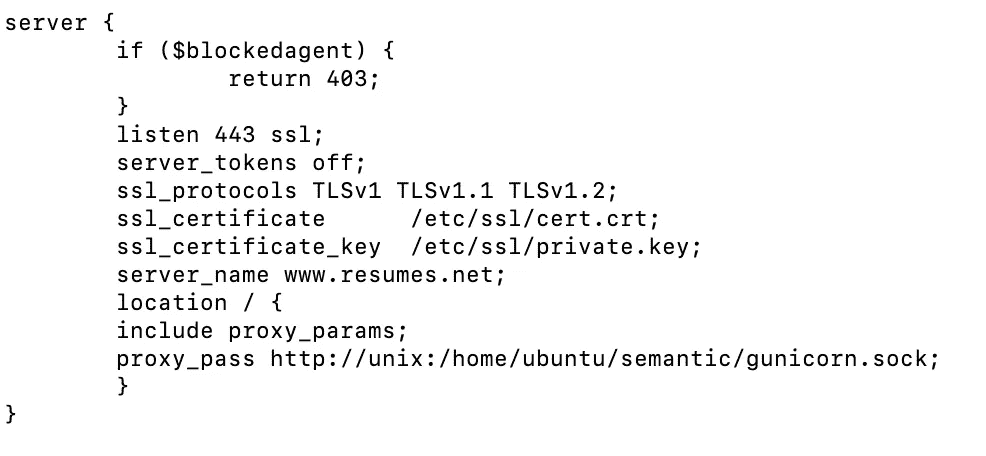 server {
        if ($blockedagent) {
                return 403;
        }
        listen 443 ssl;
        server_tokens off;
        ssl_protocols TLSv1 TLSv1.1 TLSv1.2;
        ssl_certificate      /etc/ssl/cert.crt;
        ssl_certificate_key  /etc/ssl/private.key;
        server_name www.resumes.net;
        location / {
        include proxy_params;
        proxy_pass http://unix:/home/ubuntu/semantic/gunicorn.sock;
        }
}